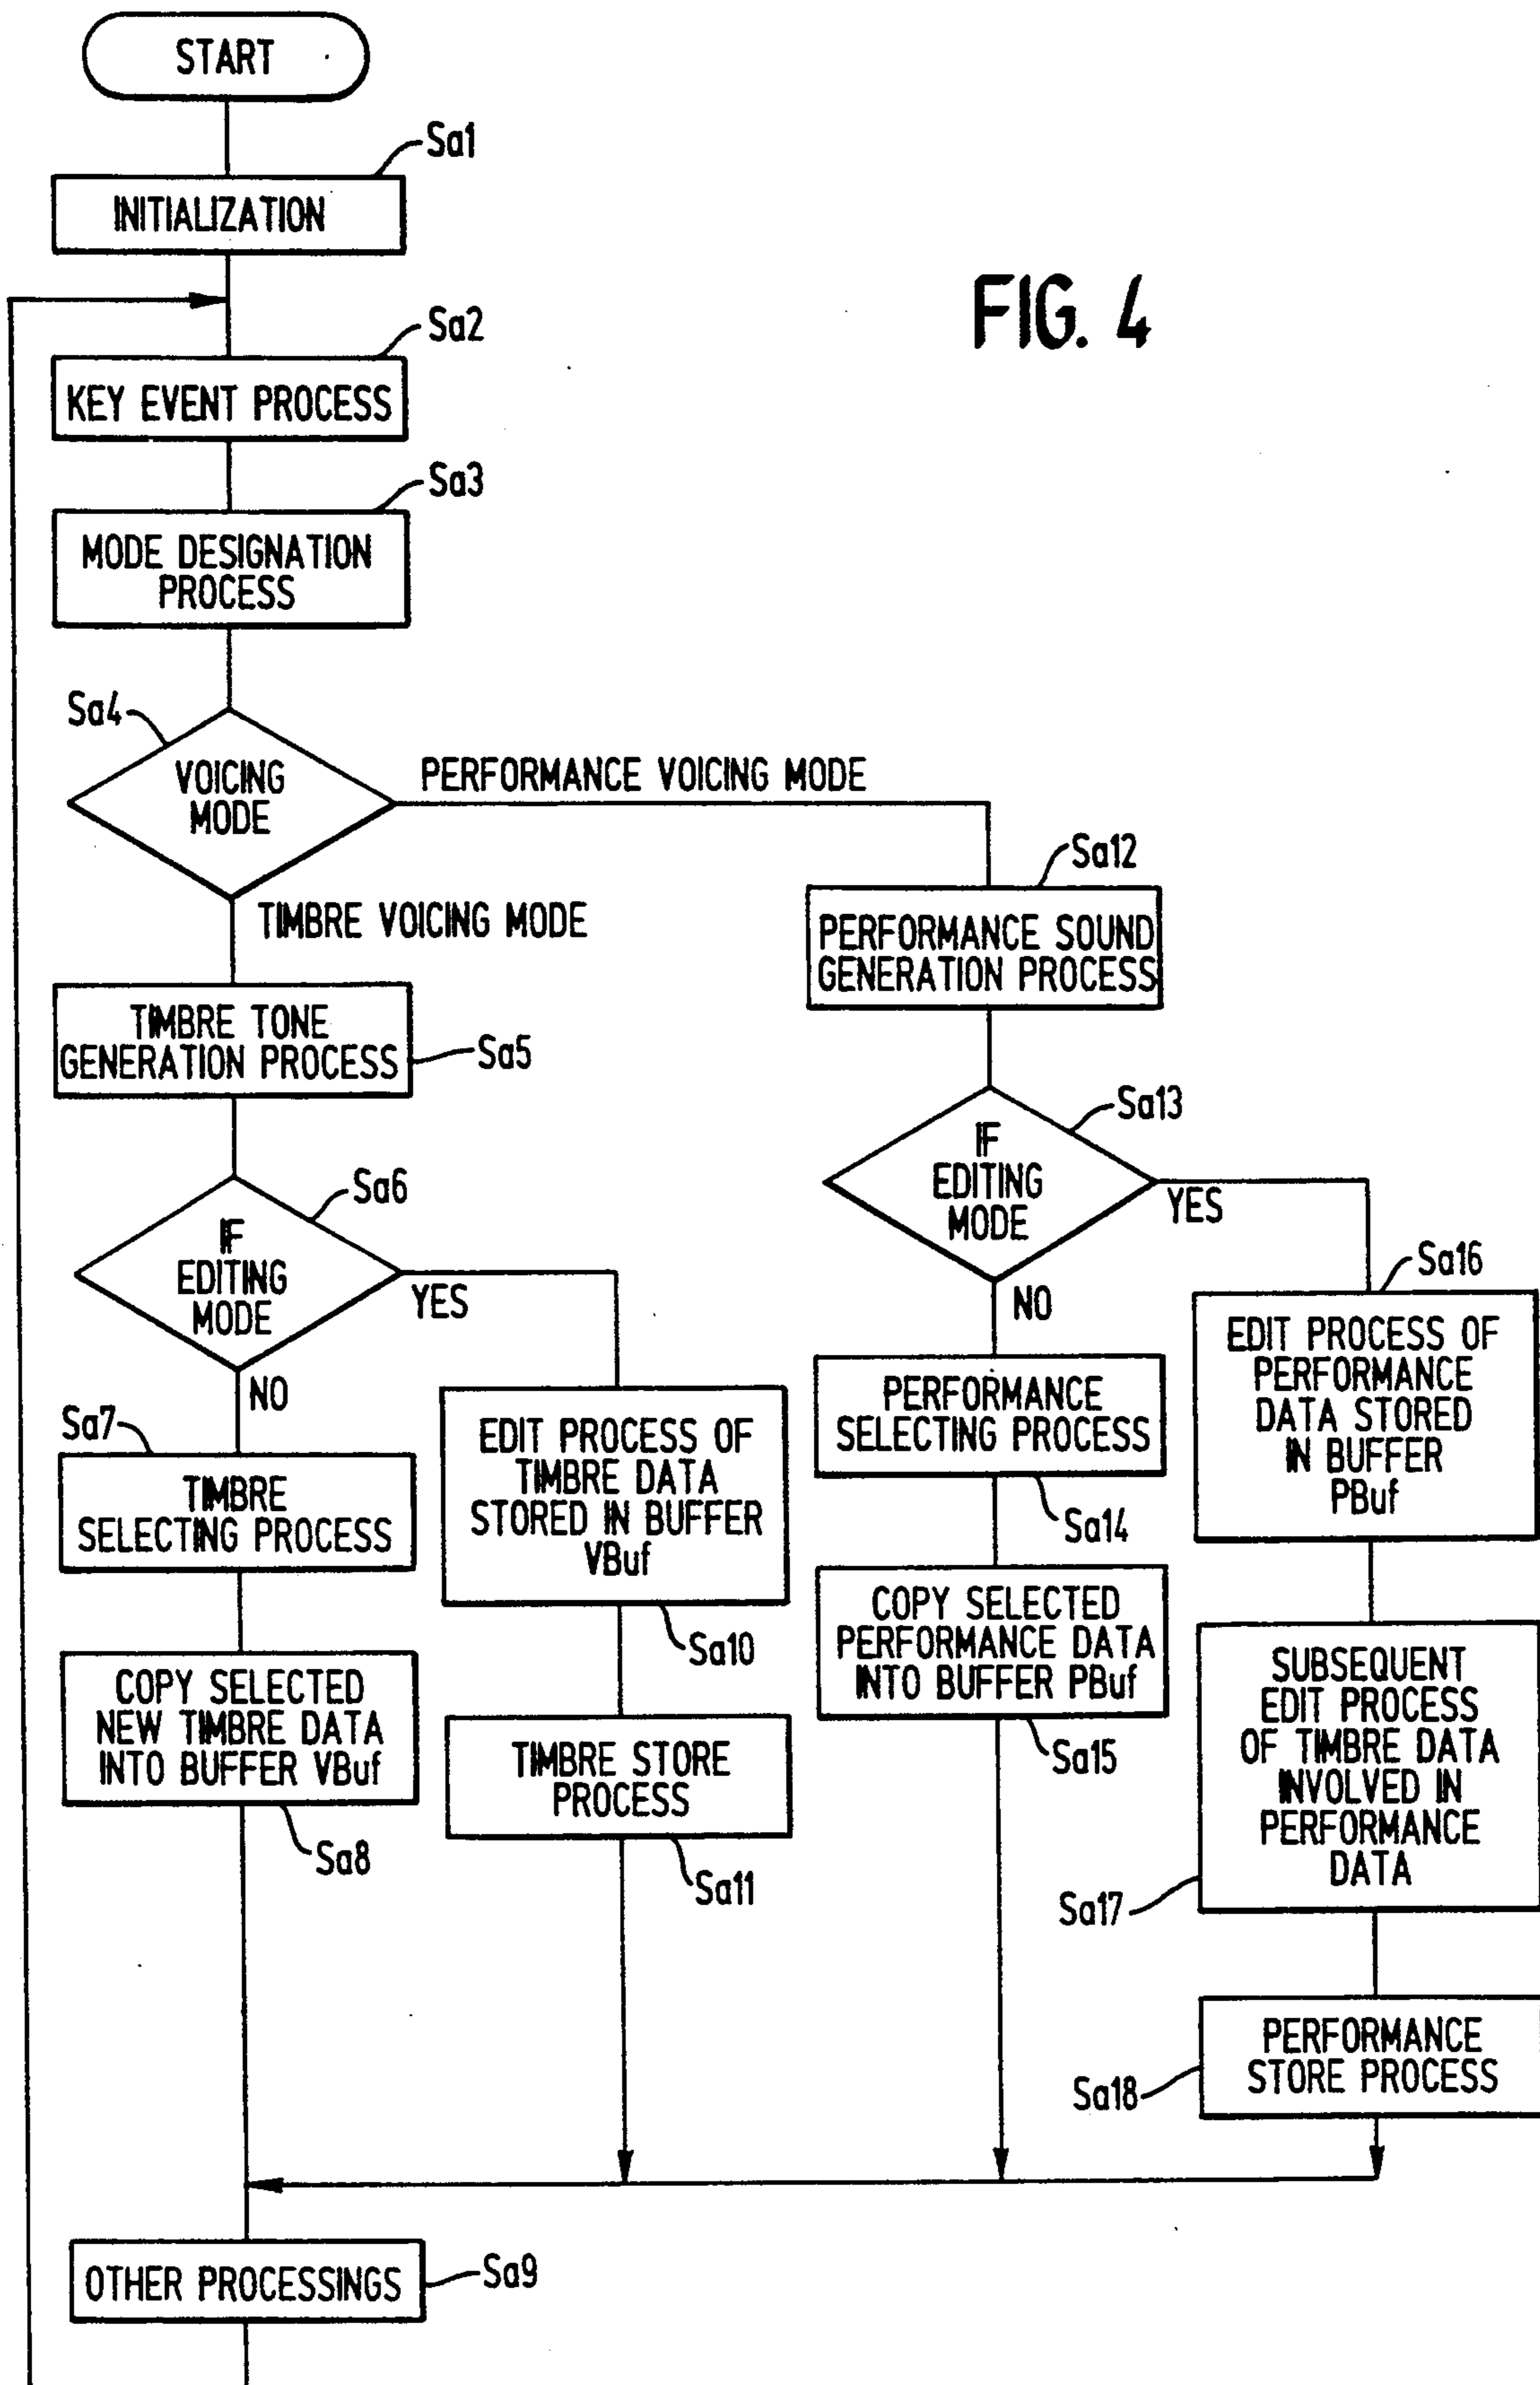 START
Sa1
INITIALIZATION
FIG. 4
Sa2
KEY EVENT PROCESS
Sa3
MODE DESIGNATION
PROCESS
Sa4
VOICING
MODE
PERFORMANCE VOICING MODE
TIMBRE VOICING MODE
Sa12
PERFORMANCE SOUND
GENERATION PROCESS
TIMBRE TONE
GENERATION PROCESS
Sa5
Sa13
IF
EDITING
MODE
YES
NO
Sa6
IF
EDITING
MODE
YES
NO
Sa7
TIMBRE
SELECTING PROCESS
EDIT PROCESS OF
TIMBRE DATA
STORED IN BUFFER
VBuf
Sa10
PERFORMANCE
SELECTING PROCESS
Sa14
Sa16
EDIT PROCESS OF
PERFORMANCE
DATA STORED
IN BUFFER
PBuf
COPY SELECTED
NEW TIMBRE DATA
INTO BUFFER VBuf
Sa8
TIMBRE STORE
PROCESS
Sa11
COPY SELECTED
PERFORMANCE DATA
INTO BUFFER PBuf
Sa15
SUBSEQUENT
EDIT PROCESS
OF TIMBRE DATA
INVOLVED IN
PERFORMANCE
DATA
Sa17
PERFORMANCE
STORE PROCESS
Sa18
OTHER PROCESSINGS
Sa9